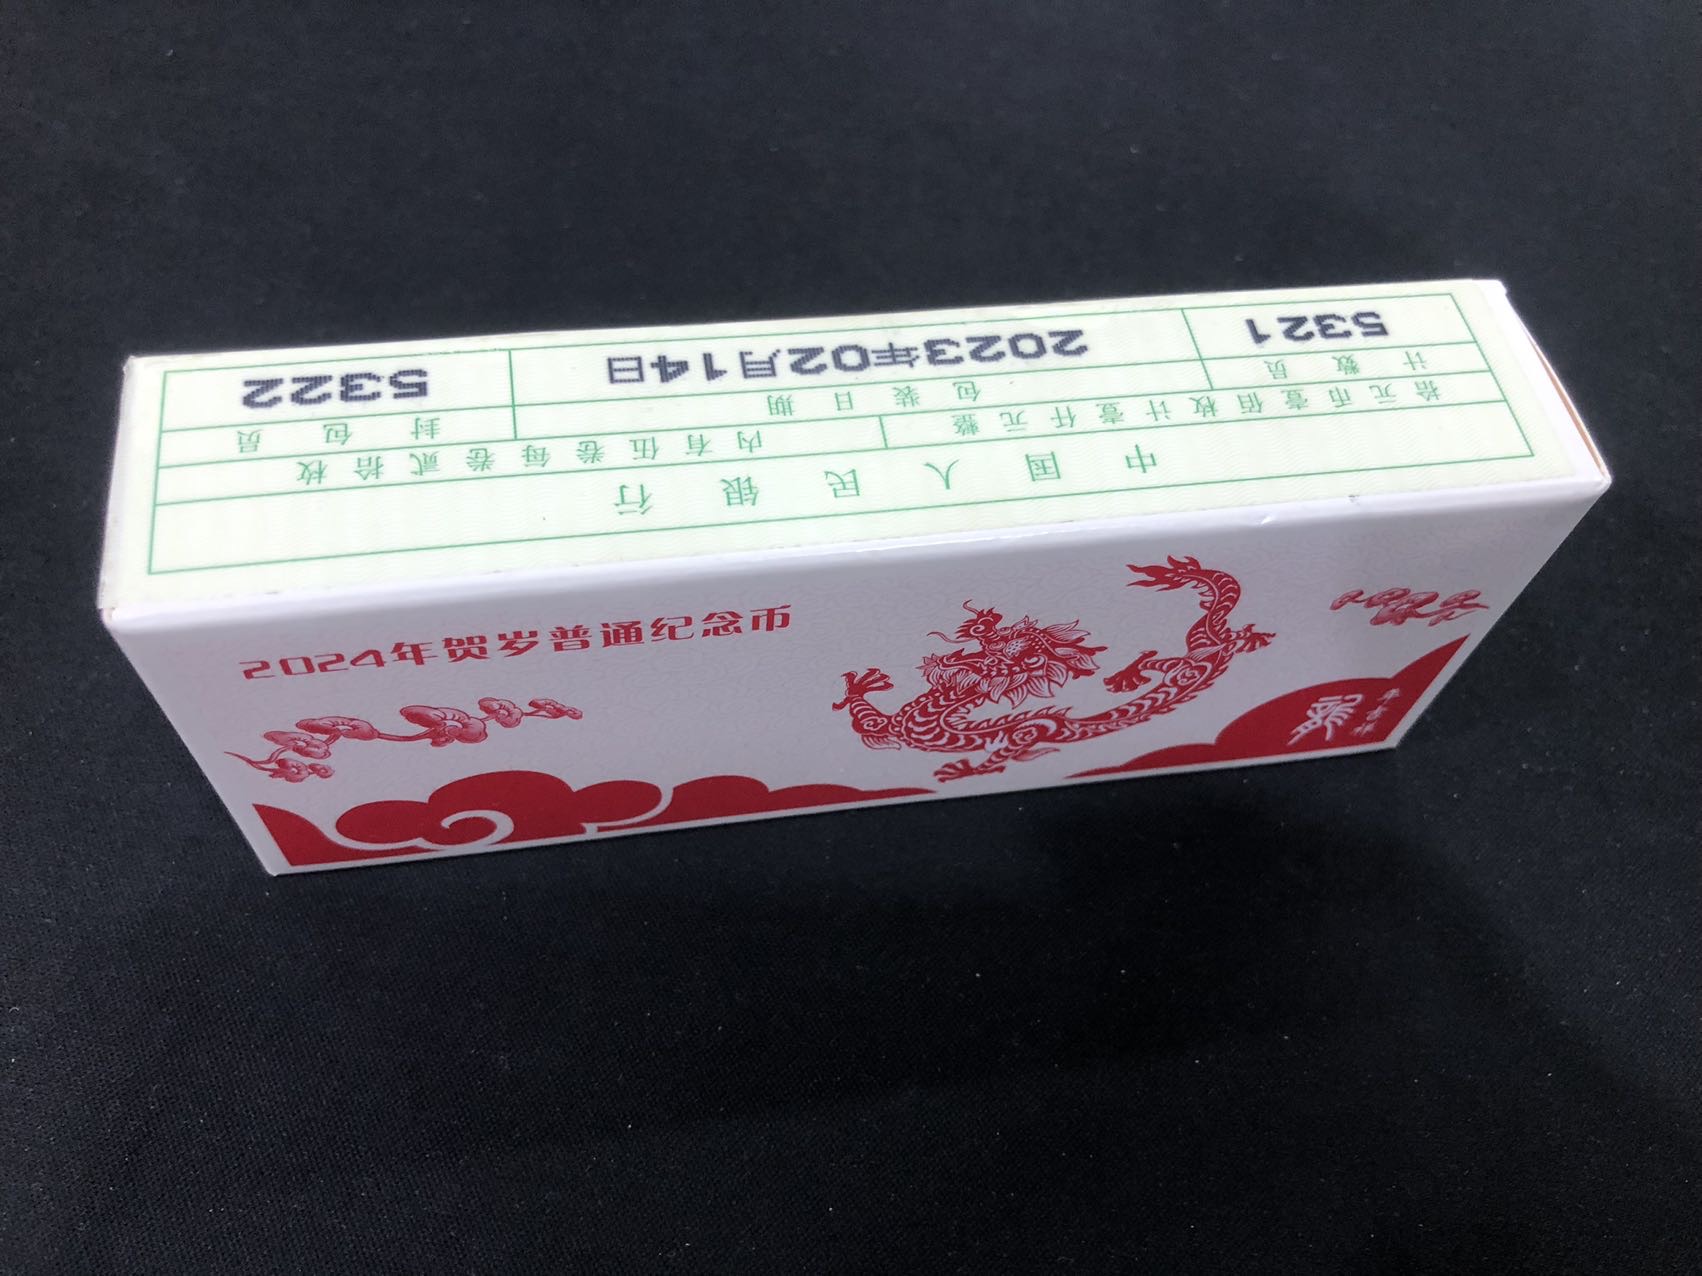 中国人民银行
拾元币壹佰枚计壹仟元整
内有伍卷每卷贰拾枚
计数员
包装日期
封包员
5321
2023年02月14日
5322
2024年贺岁普通纪念币